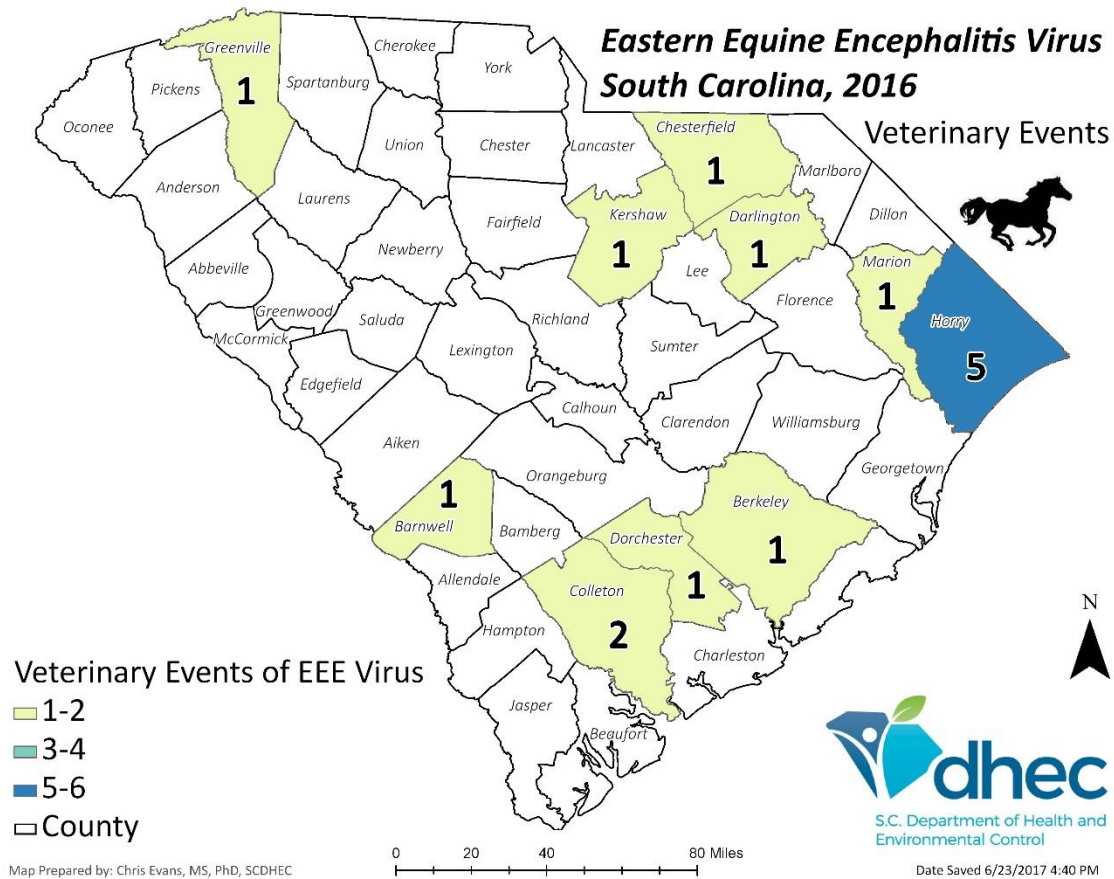 Eastern Equine Encephalitis Virus
South Carolina, 2016
Veterinary Events
Greenville
1
Cherokee
York
Spartanburg
Pickens
Oconee
Union
Chester
Lancaster
Chesterfield
1
Marlboro
Anderson
Laurens
Fairfield
Kershaw
1
Darlington
1
Dillon
Newberry
Lee
Marion
1
Abbeville
Florence
Greenwood
Saluda
Richland
Horry
5
McCormick
Lexington
Sumter
Edgefield
Calhoun
Clarendon
Williamsburg
Aiken
Orangeburg
Georgetown
1
Barnwell
Bamberg
Berkeley
1
Dorchester
1
Allendale
Colleton
2
Hampton
Charleston
Jasper
Beaufort
N
Veterinary Events of EEE Virus
1-2
3-4
5-6
County
dhec
S.C. Department of Health and
Environmental Control
0 20 40 80 Miles
Map Prepared by: Chris Evans, MS, PhD, SCDHEC
Date Saved 6/23/2017 4:40 PM